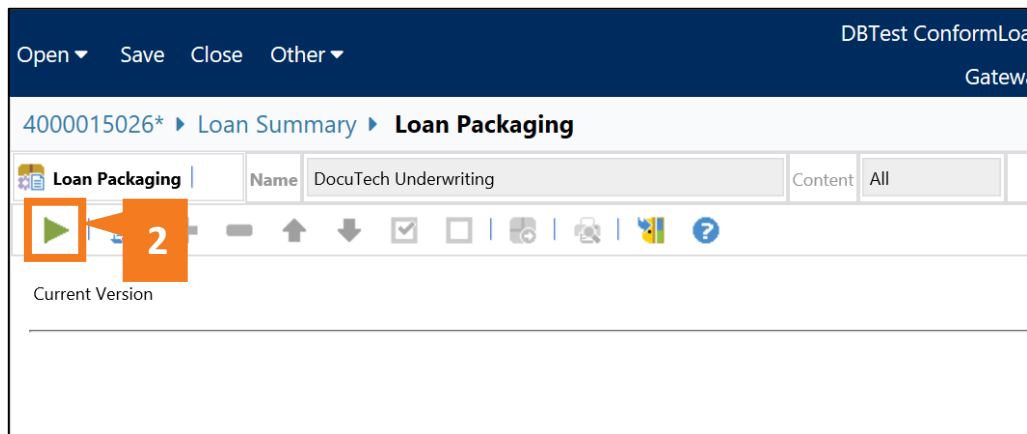 DBTest ConformLoa
Open Save Close Other
Gatewa
4000015026* Loan Summary Loan Packaging
Loan Packaging Name DocuTech Underwriting Content All
2
Current Version